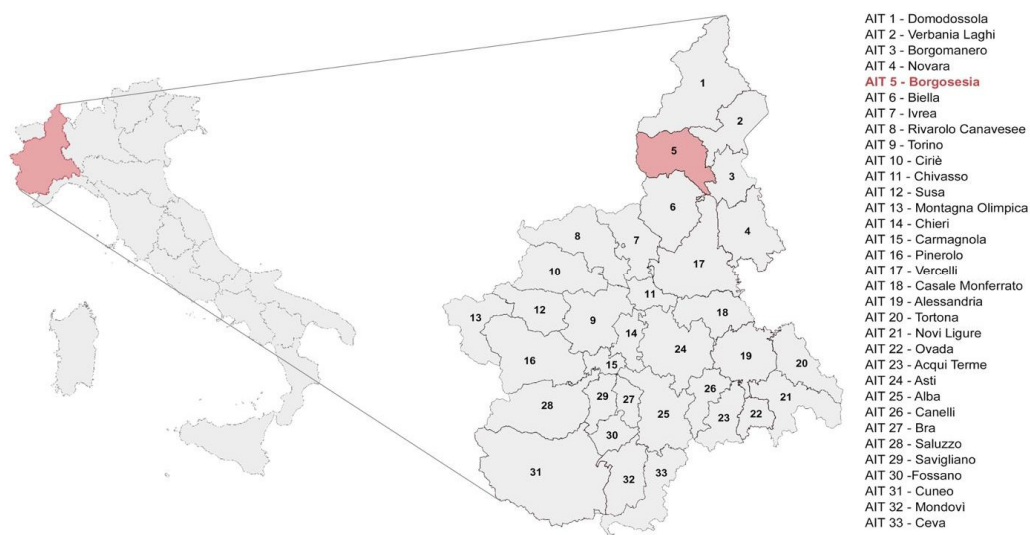 AIT 1 - Domodossola
AIT 2 - Verbania Laghi
AIT 3 - Borgomanero
AIT 4 - Novara
AIT 5 - Borgosesia
AIT 6 - Biella
AIT 7 - Ivrea
AIT 8 - Rivarolo Canavesee
AIT 9 - Torino
AIT 10 - Ciriè
AIT 11 - Chivasso
AIT 12 - Susa
AIT 13 - Montagna Olimpica
AIT 14 - Chieri
AIT 15 - Carmagnola
AIT 16 - Pinerolo
AIT 17 - Vercelli
AIT 18 - Casale Monferrato
AIT 19 - Alessandria
AIT 20 - Tortona
AIT 21 - Novi Ligure
AIT 22 - Ovada
AIT 23 - Acqui Terme
AIT 24 - Asti
AIT 25 - Alba
AIT 26 - Canelli
AIT 27 - Bra
AIT 28 - Saluzzo
AIT 29 - Savigliano
AIT 30 -Fossano
AIT 31 - Cuneo
AIT 32 - Mondovì
AIT 33 - Ceva
1
2
5
3
6
4
8
7
10
17
11
12
18
13
9
14
24
19
16
15
20
26
29
27
21
28
25
23
22
30
31
32
33